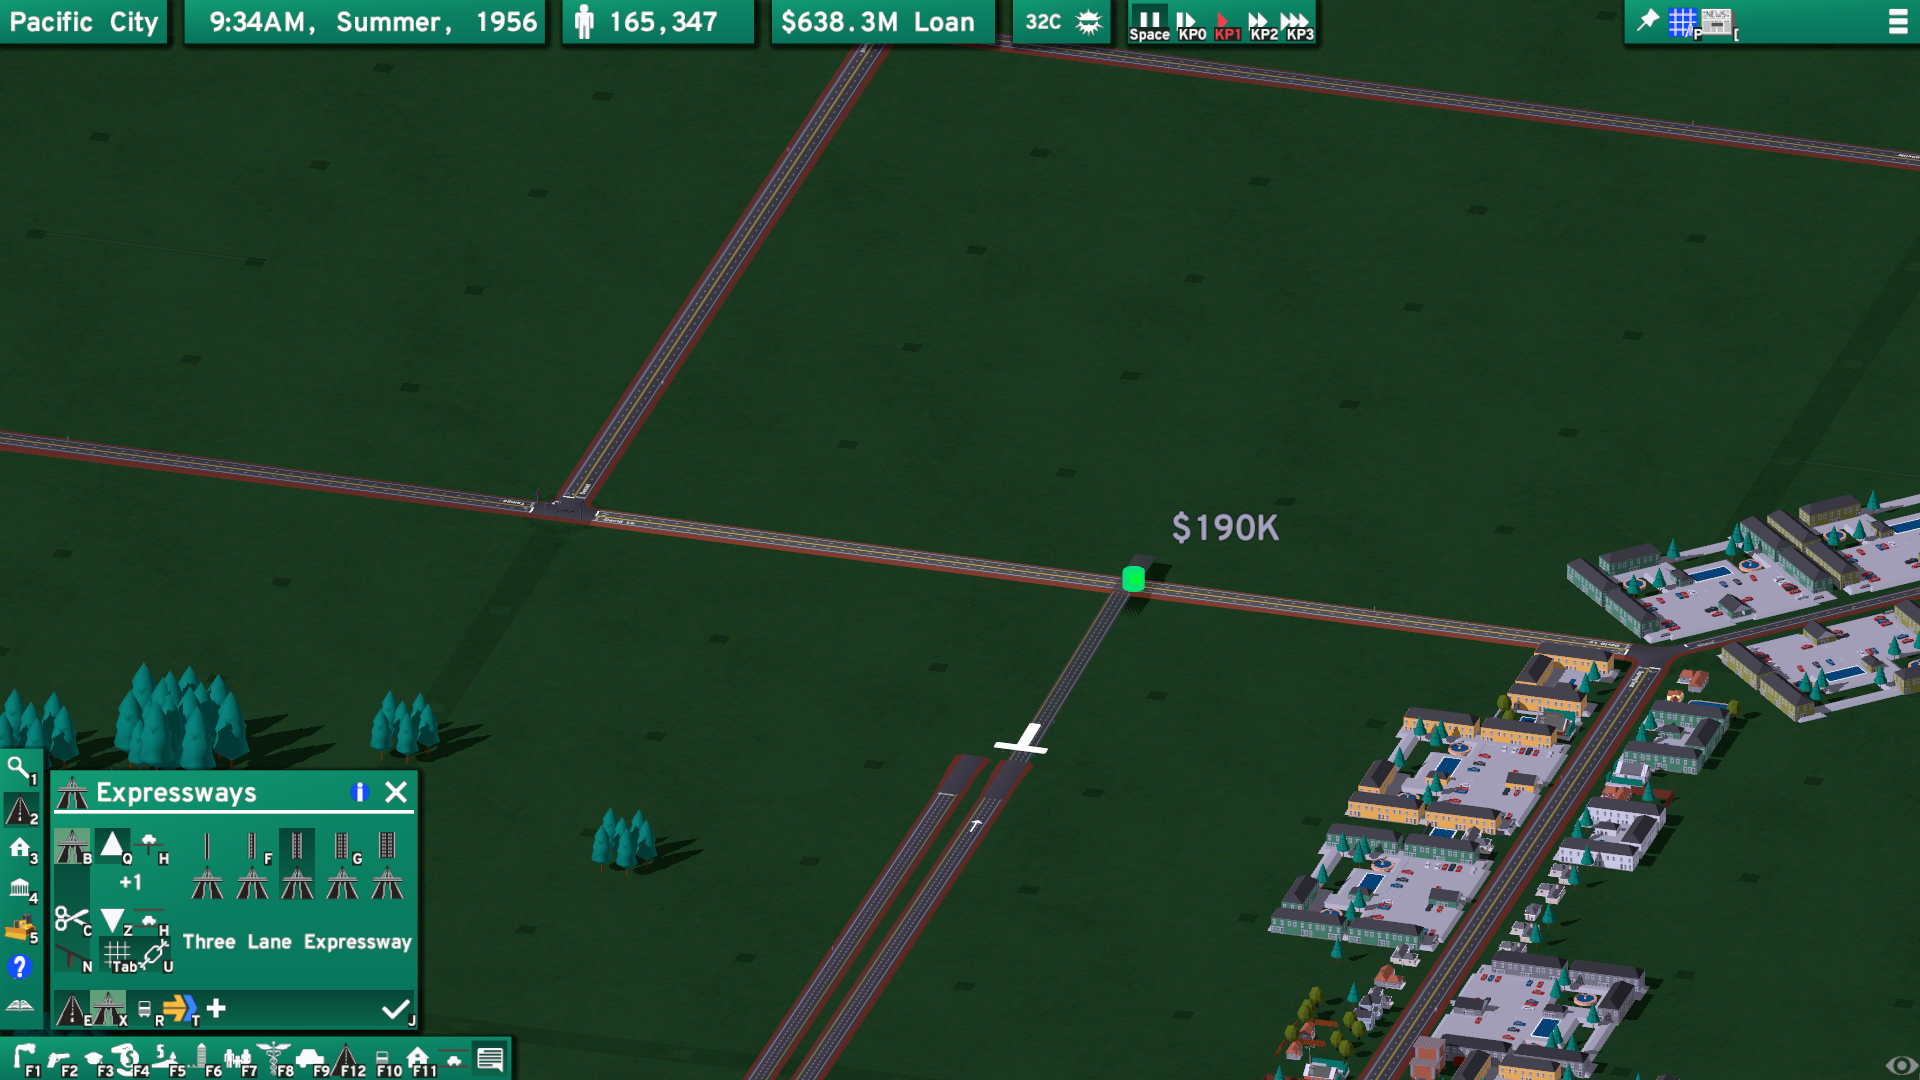 Pacific City
9:34AM, Summer, 1956
165,347
$638.3M Loan
32C
Space KP0 KP1 KP2 KP3
P [
$190K
1
2
3
4
5
Expressways
B Q H F G
+1
C Z H
Three Lane Expressway
N Tab U
E X R T J
F1 F2 F3 F4 F5 F6 F7 F8 F9 F12 F10 F11